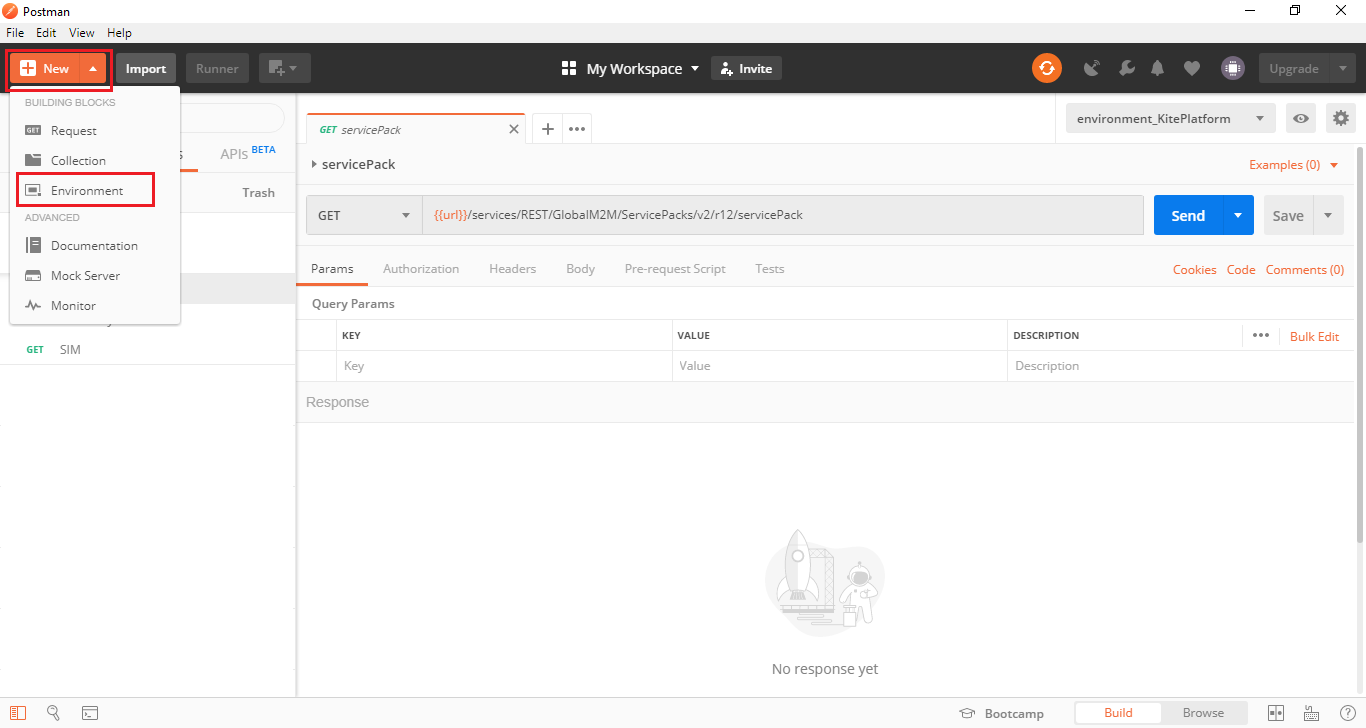 Postman
File Edit View Help
New Import Runner My Workspace Invite Upgrade
BUILDING BLOCKS
GET Request
Collection
Environment
ADVANCED
Documentation
Mock Server
Monitor
APIs BETA
Trash
GET SIM
GET servicePack
environment_KitePlatform
servicePack
Examples (0)
GET {{url}}/services/REST/GlobalM2M/ServicePacks/v2/r12/servicePack Send Save
Params Authorization Headers Body Pre-request Script Tests Cookies Code Comments (0)
Query Params
KEY VALUE DESCRIPTION Bulk Edit
Key Value Description
Response
No response yet
Bootcamp Build Browse